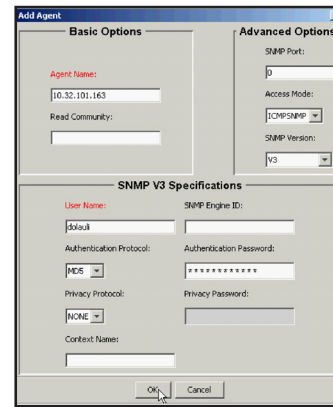 Add Agent
Basic Options
Agent Name:
10.32.101.163
Read Community:
Advanced Options
SNMP Port:
0
Access Mode:
ICMPSNMP
SNMP Version:
V3
SNMP V3 Specifications
User Name:
dolauli
SNMP Engine ID:
Authentication Protocol:
MD5
Authentication Password:
************
Privacy Protocol:
NONE
Privacy Password:
Context Name:
OK
Cancel